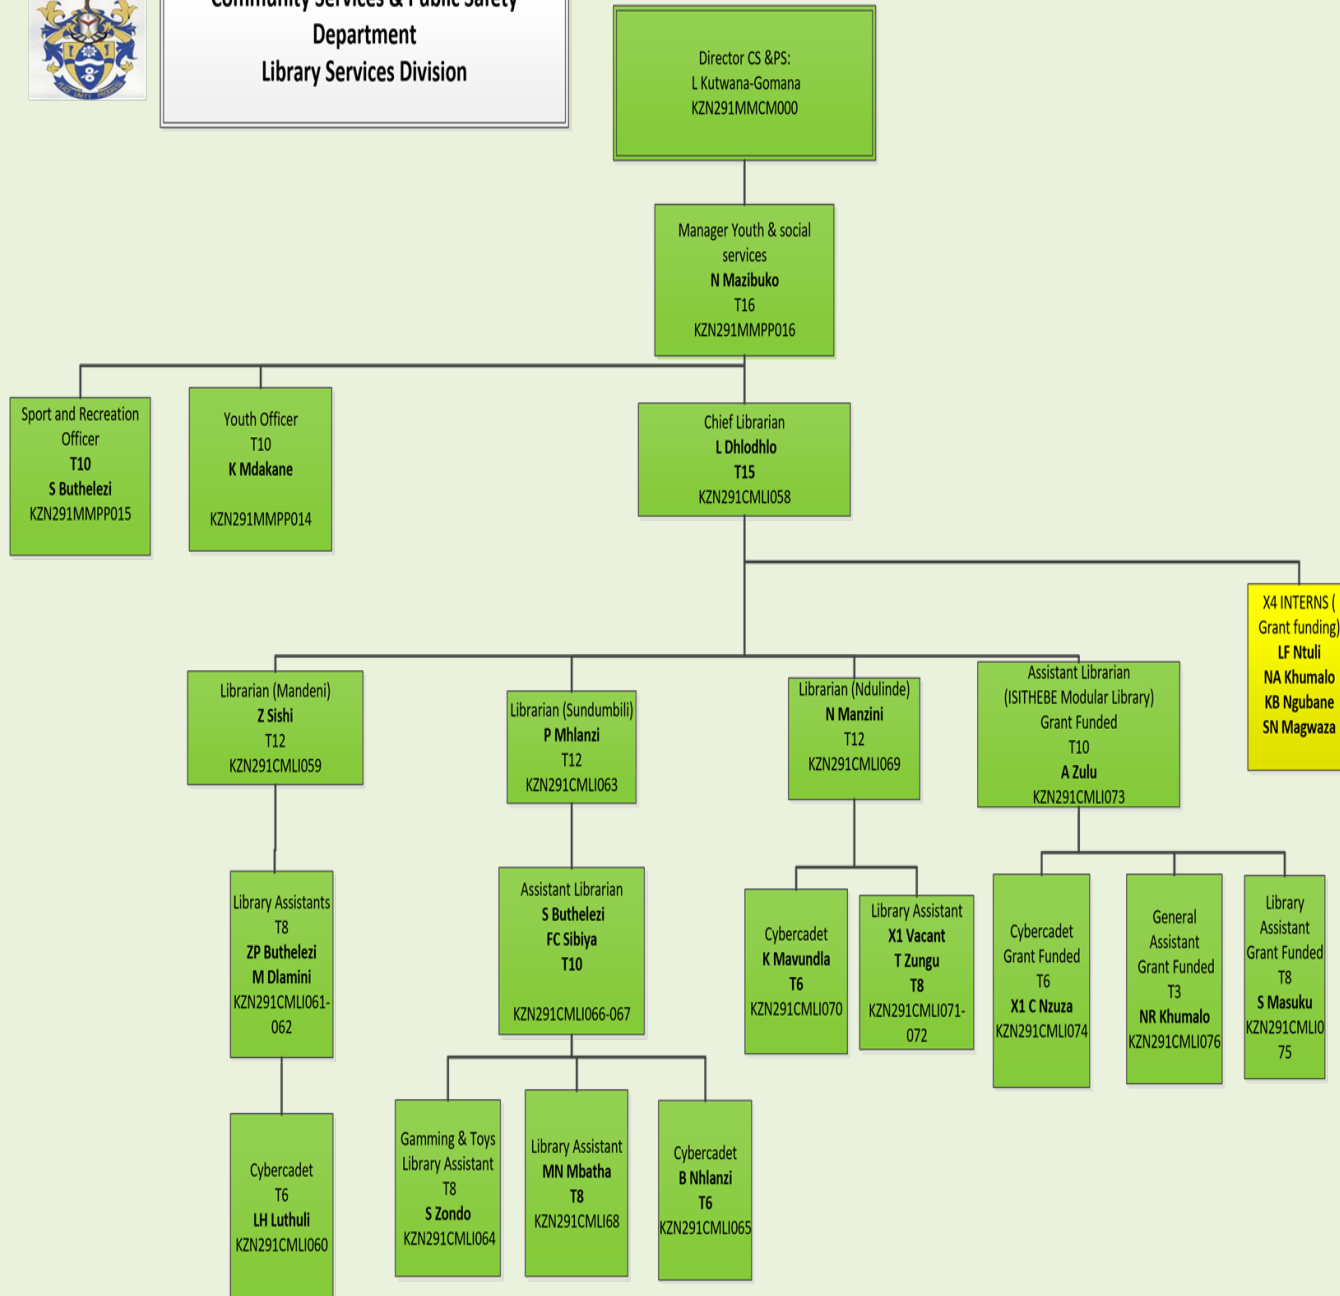 Community Services & Public Safety
Department
Library Services Division
Director CS &PS:
L Kutwana-Gomana
KZN291MMCM000
Manager Youth & social
services
N Mazibuko
T16
KZN291MMPP016
Sport and Recreation
Officer
T10
S Buthelezi
KZN291MMPP015
Youth Officer
T10
K Mdakane
KZN291MMPP014
Chief Librarian
L Dhlodhlo
T15
KZN291CMLI058
X4 INTERNS (
Grant funding)
LF Ntuli
NA Khumalo
KB Ngubane
SN Magwaza
Librarian (Mandeni)
Z Sishi
T12
KZN291CMLI059
Librarian (Sundumbili)
P Mhlanzi
T12
KZN291CMLI063
Librarian (Ndulinde)
N Manzini
T12
KZN291CMLI069
Assistant Librarian
(ISITHEBE Modular Library)
Grant Funded
T10
A Zulu
KZN291CMLI073
Library Assistants
T8
ZP Buthelezi
M Dlamini
KZN291CMLI061-
062
Assistant Librarian
S Buthelezi
FC Sibiya
T10
KZN291CMLI066-067
Cybercadet
K Mavundla
T6
KZN291CMLI070
Library Assistant
X1 Vacant
T Zungu
T8
KZN291CMLI071-
072
Cybercadet
Grant Funded
T6
X1 C Nzuza
KZN291CMLI074
General
Assistant
Grant Funded
T3
NR Khumalo
KZN291CMLI076
Library
Assistant
Grant Funded
T8
S Masuku
KZN291CMLI0
75
Cybercadet
T6
LH Luthuli
KZN291CMLI060
Gamming & Toys
Library Assistant
T8
S Zondo
KZN291CMLI064
Library Assistant
MN Mbatha
T8
KZN291CMLI68
Cybercadet
B Nhlanzi
T6
KZN291CMLI065